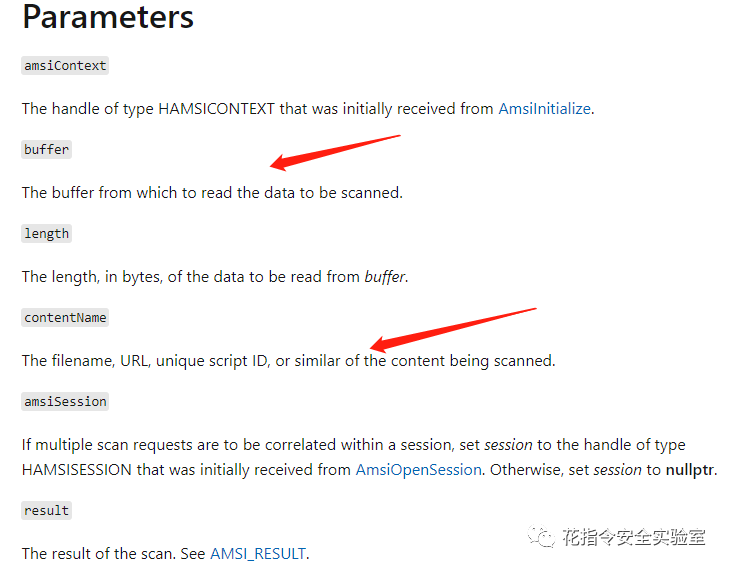 Parameters
amsiContext
The handle of type HAMSICONTEXT that was initially received from AmsiInitialize.
buffer
The buffer from which to read the data to be scanned.
length
The length, in bytes, of the data to be read from buffer.
contentName
The filename, URL, unique script ID, or similar of the content being scanned.
amsiSession
If multiple scan requests are to be correlated within a session, set session to the handle of type
HAMSISESSION that was initially received from AmsiOpenSession. Otherwise, set session to nullptr.
result
花指令安全实验室
The result of the scan. See AMSI_RESULT.